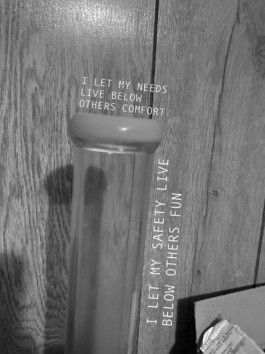 I LET MY NEEDS
LIVE BELOW
OTHERS COMFORT
I LET MY SAFETY LIVE
BELOW OTHERS FUN